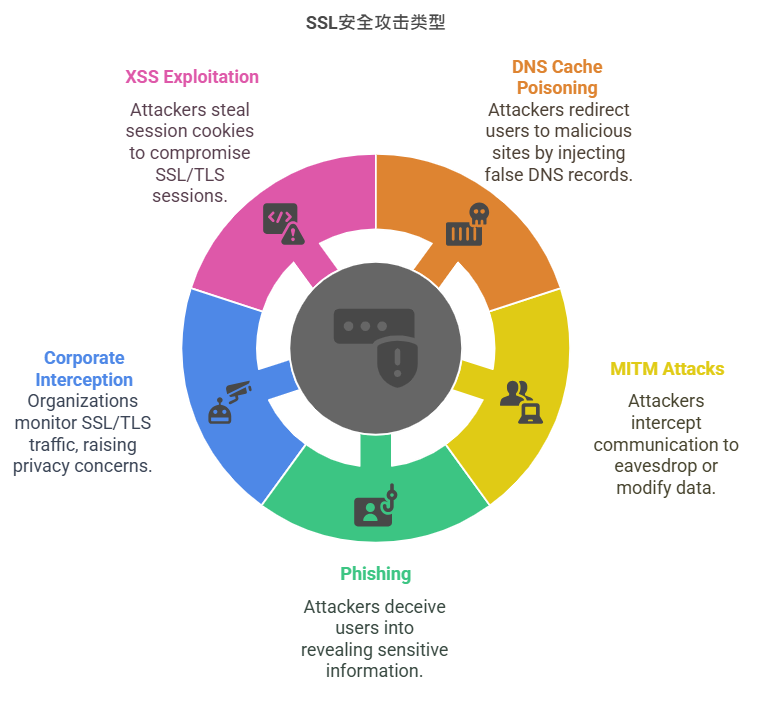 SSL安全攻击类型
XSS Exploitation
Attackers steal
session cookies
to compromise
SSL/TLS
sessions.
DNS Cache
Poisoning
Attackers redirect
users to malicious
sites by injecting
false DNS records.
Corporate
Interception
Organizations
monitor SSL/TLS
traffic, raising
privacy concerns.
MITM Attacks
Attackers
intercept
communication to
eavesdrop or
modify data.
Phishing
Attackers deceive
users into
revealing sensitive
information.